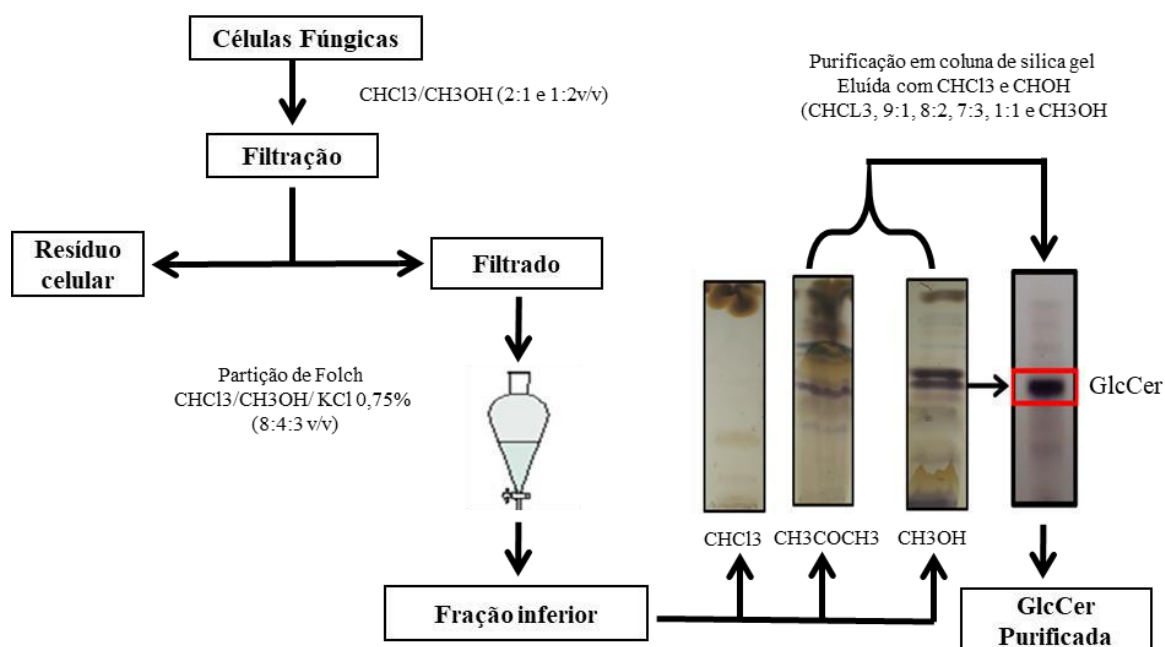 Células Fúngicas
CHCl3/CH3OH (2:1 e 1:2v/v)
Filtração
Resíduo
celular
Filtrado
Partição de Folch
CHCl3/CH3OH/ KCl 0,75%
(8:4:3 v/v)
Fração inferior
Purificação em coluna de silica gel
Eluída com CHCl3 e CHOH
(CHCL3, 9:1, 8:2, 7:3, 1:1 e CH3OH
GlcCer
CHCl3
CH3COCH3
CH3OH
GlcCer
Purificada